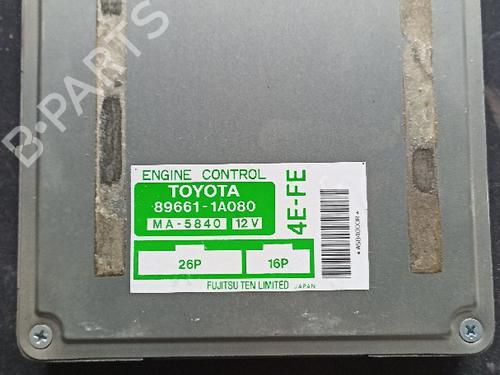 B-PARTS
ENGINE CONTROL
TOYOTA
89661-1A080
MA-5840 12V
4E-FE
26P 16P
FUJITSU TEN LIMITED JAPAN